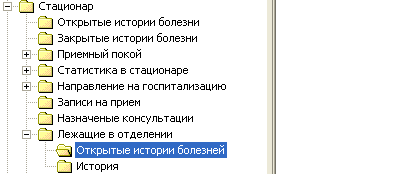 Стационар
Открытые истории болезни
Закрытые истории болезни
Приемный покой
Статистика в стационаре
Направление на госпитализацию
Записи на прием
Назначеные консультации
Лежащие в отделении
Открытые истории болезней
История